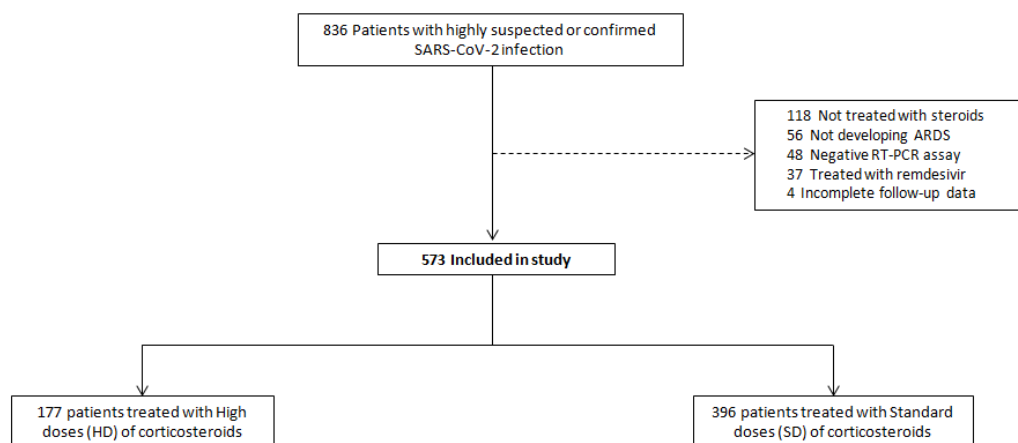 836 Patients with highly suspected or confirmed
SARS-CoV-2 infection
118 Not treated with steroids
56 Not developing ARDS
48 Negative RT-PCR assay
37 Treated with remdesivir
4 Incomplete follow-up data
573 Included in study
177 patients treated with High
doses (HD) of corticosteroids
396 patients treated with Standard
doses (SD) of corticosteroids